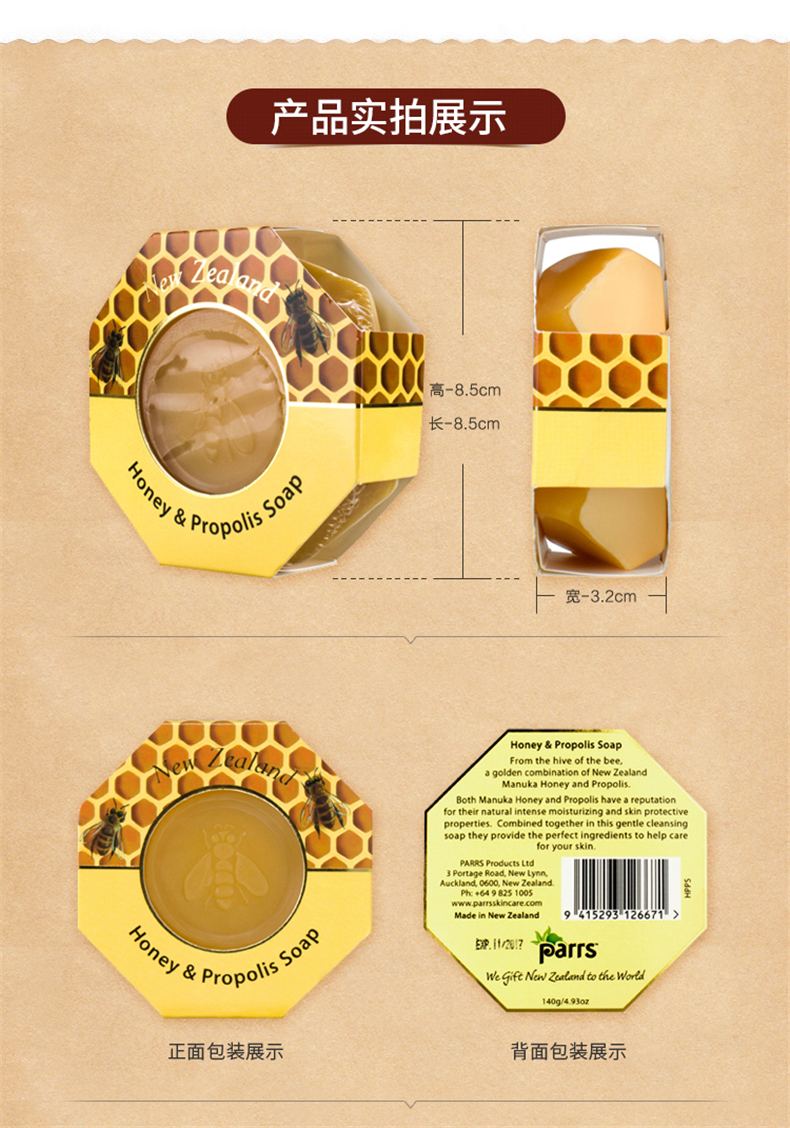 产品实拍展示
New Zealand
Honey & Propolis Soap
高-8.5cm
长-8.5cm
宽-3.2cm
New Zealand
Honey & Propolis Soap
正面包装展示
Honey & Propolis Soap
From the hive of the bee,
a golden combination of New Zealand
Manuka Honey and Propolis.
Both Manuka Honey and Propolis have a reputation
for their natural intense moisturizing and skin protective
properties. Combined together in this gentle cleansing
soap they provide the perfect ingredients to help care
for your skin.
PARRS Products Ltd
3 Portage Road, New Lynn,
Auckland, 0600, New Zealand.
Ph: +64 9 825 1005
www.parrsskincare.com
Made in New Zealand
9 415293 126671 >
HPPS
EXP. 11/2017
parrs™
We Gift New Zealand to the World
140g/4.93oz
背面包装展示